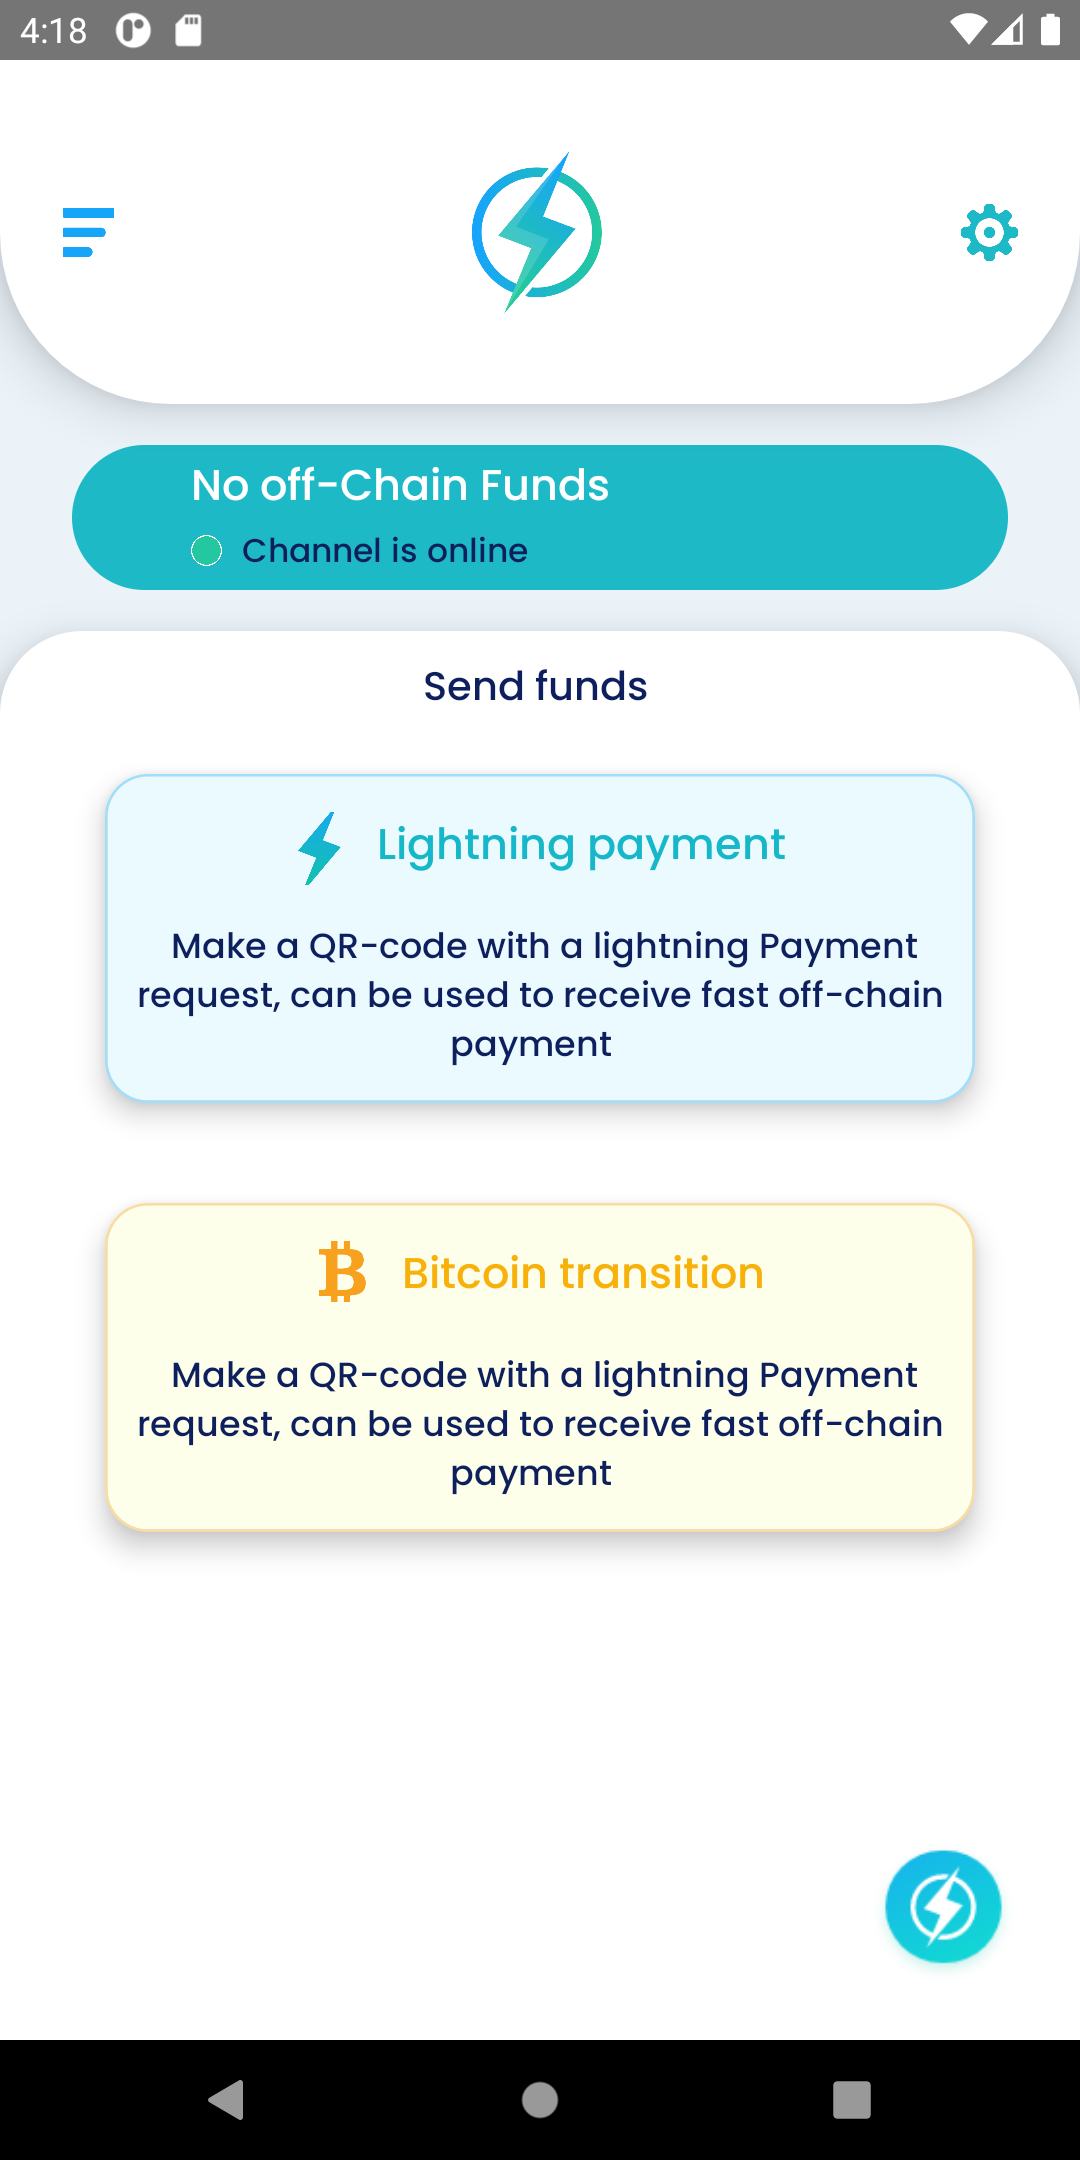 4:18
No off-Chain Funds
Channel is online
Send funds
Lightning payment
Make a QR-code with a lightning Payment
request, can be used to receive fast off-chain
payment
Bitcoin transition
Make a QR-code with a lightning Payment
request, can be used to receive fast off-chain
payment